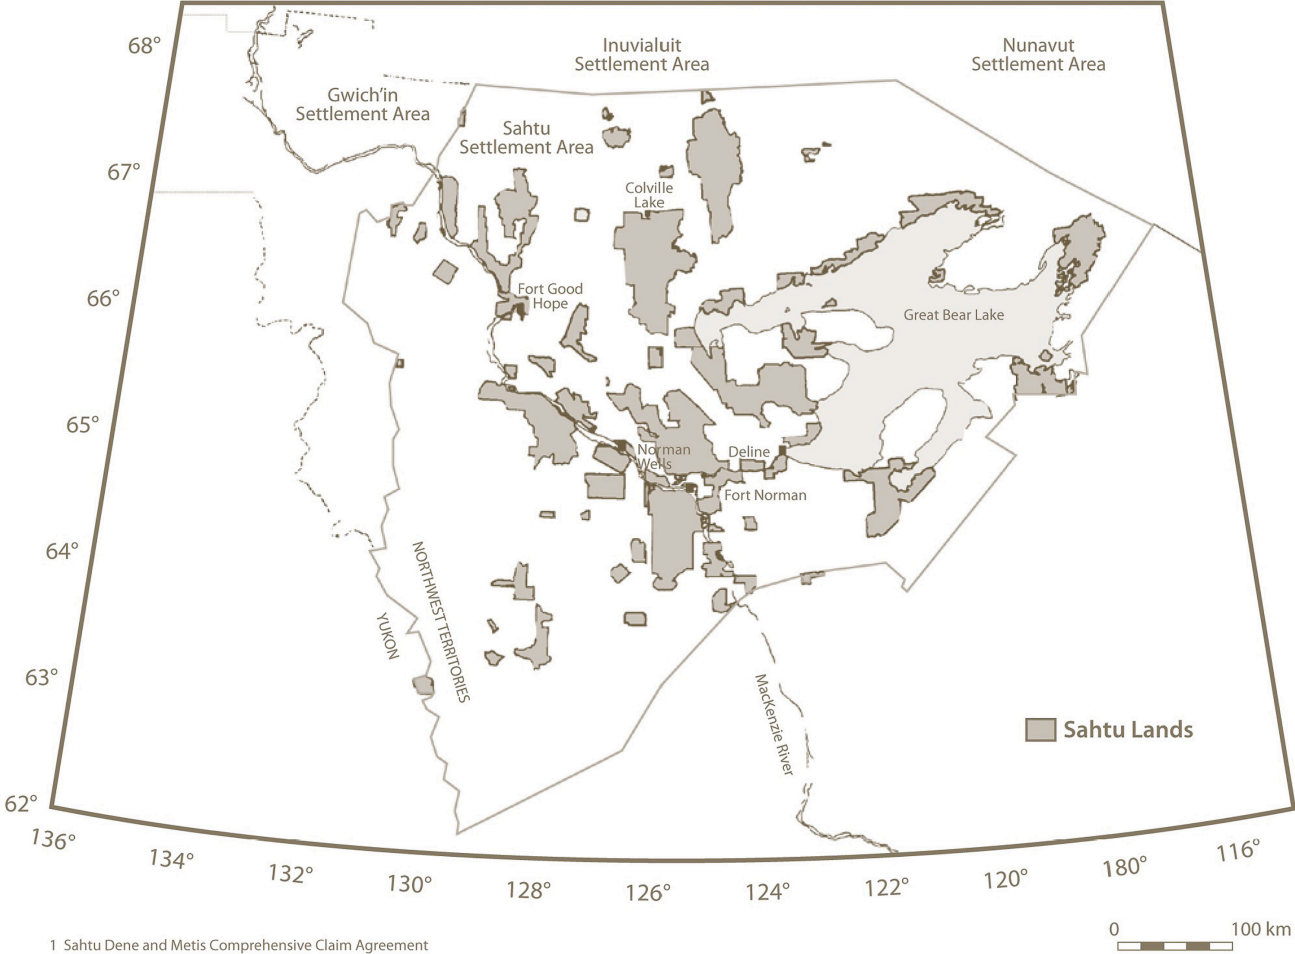 68°
Inuvialuit
Settlement Area
Nunavut
Settlement Area
Gwich'in
Settlement Area
Sahtu
Settlement Area
67°
Colville
Lake
66°
Fort Good
Hope
Great Bear Lake
65°
Norman
Wells
Deline
Fort Norman
64°
NORTHWEST TERRITORIES
YUKON
63°
MacKenzie River
Sahtu Lands
62°
136°
134°
132°
130°
128°
126°
124°
122°
120°
180°
116°
0 100 km
1 Sahtu Dene and Metis Comprehensive Claim Agreement